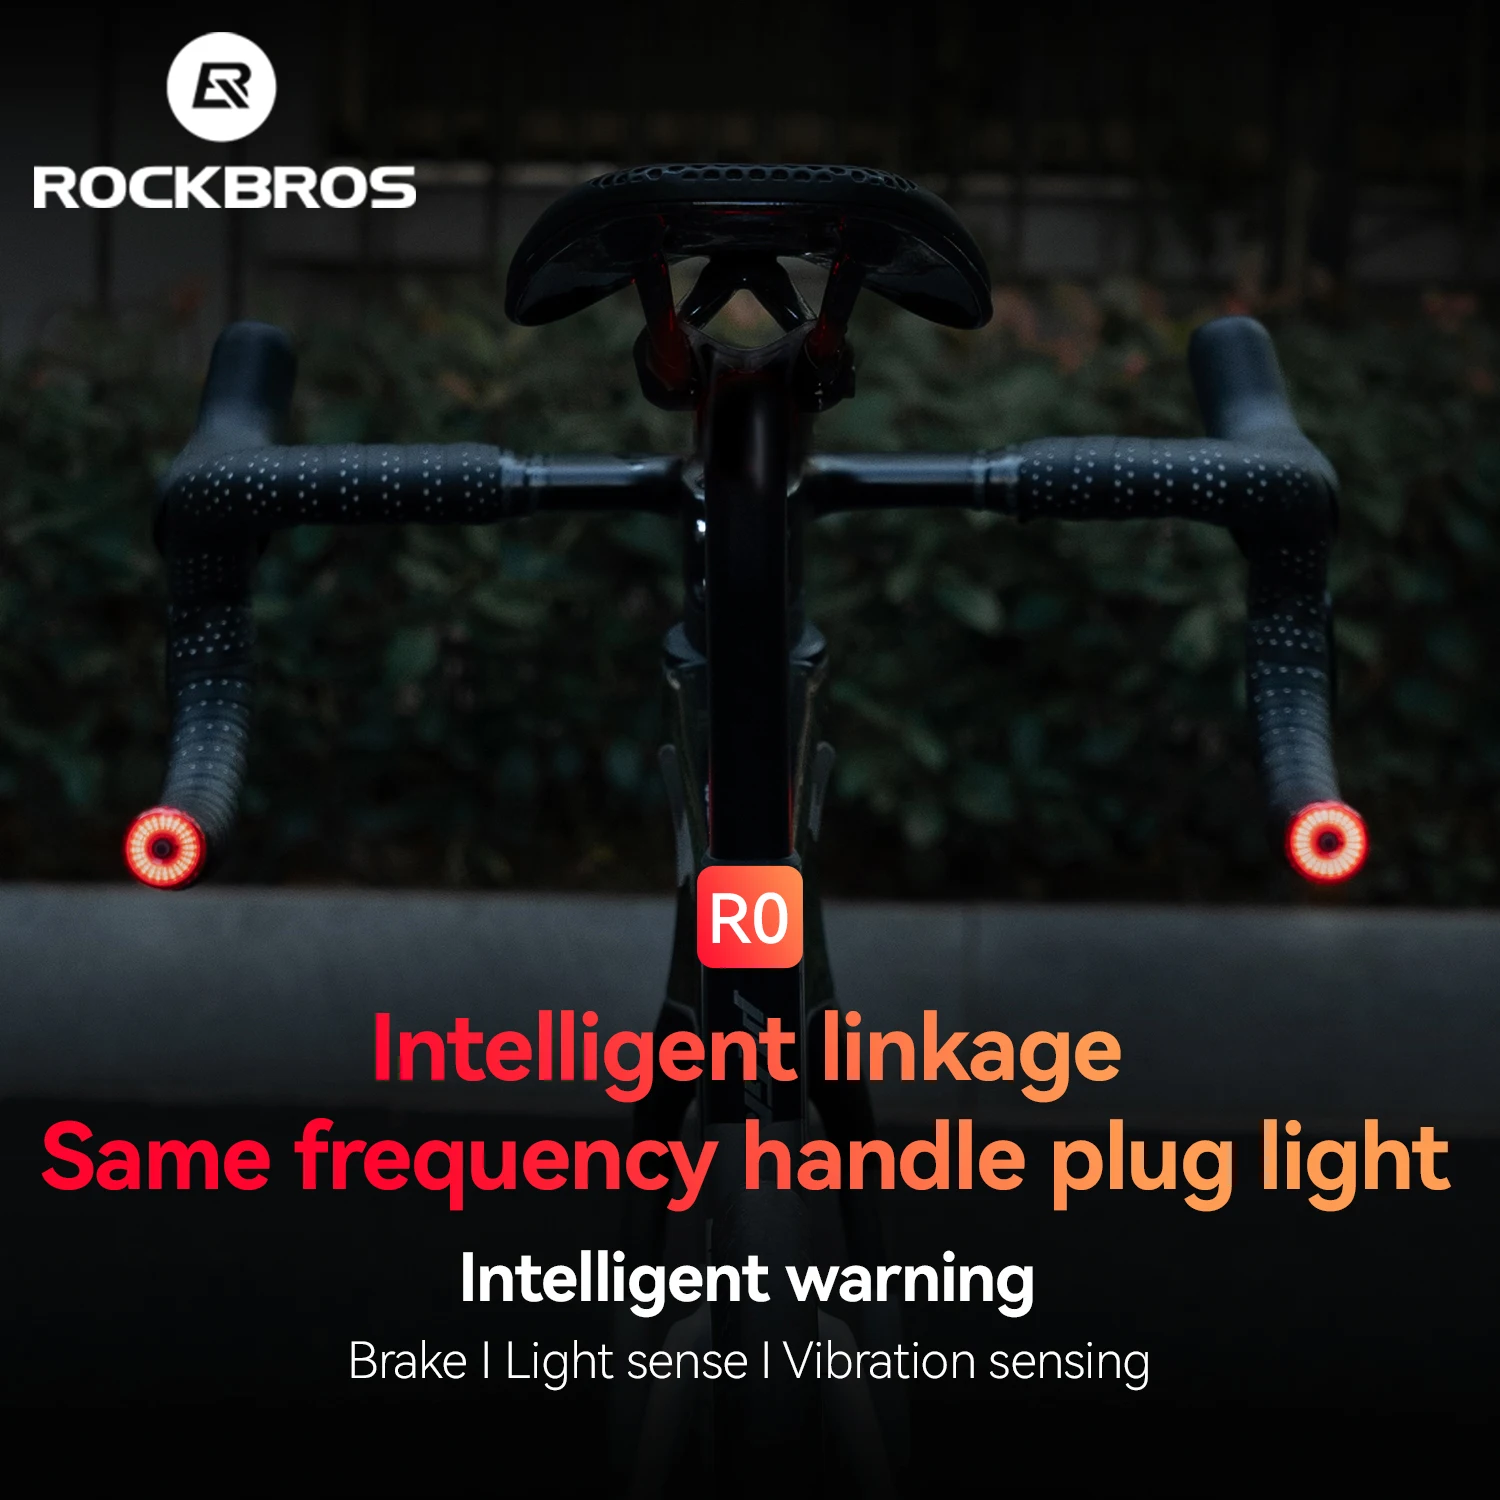 ROCKBROS
R0
Intelligent linkage
Same frequency handle plug light
Intelligent warning
Brake | Light sense | Vibration sensing